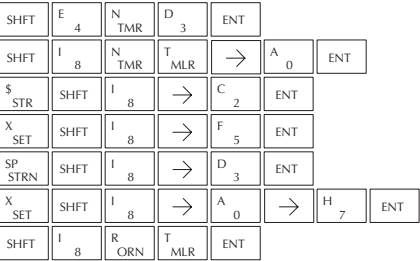 SHFT E 4 N TMR D 3 ENT
SHFT I 8 N TMR T MLR → A 0 ENT
$ STR SHFT I 8 → C 2 ENT
X SET SHFT I 8 → F 5 ENT
SP STRN SHFT I 8 → D 3 ENT
X SET SHFT I 8 → A 0 → H 7 ENT
SHFT I 8 R ORN T MLR ENT